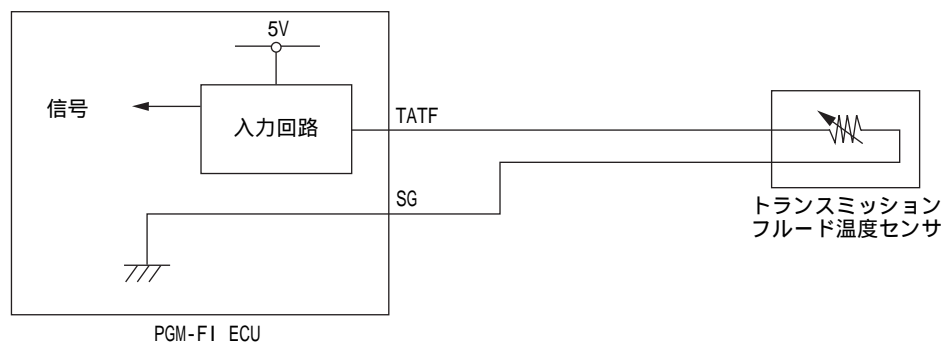 5V
信号
入力回路
TATF
SG
トランスミッション
フルード温度センサ
PGM-FI ECU